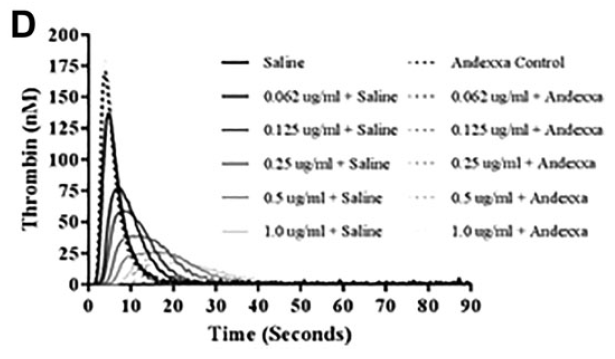 D
Thrombin (nM)
200
175
150
125
100
75
50
25
0
Saline
0.062 ug/ml + Saline
0.125 ug/ml + Saline
0.25 ug/ml + Saline
0.5 ug/ml + Saline
1.0 ug/ml + Saline
Andexxa Control
0.062 ug/ml + Andexxa
0.125 ug/ml + Andexxa
0.25 ug/ml + Andexxa
0.5 ug/ml + Andexxa
1.0 ug/ml + Andexxa
0 10 20 30 40 50 60 70 80 90
Time (Seconds)